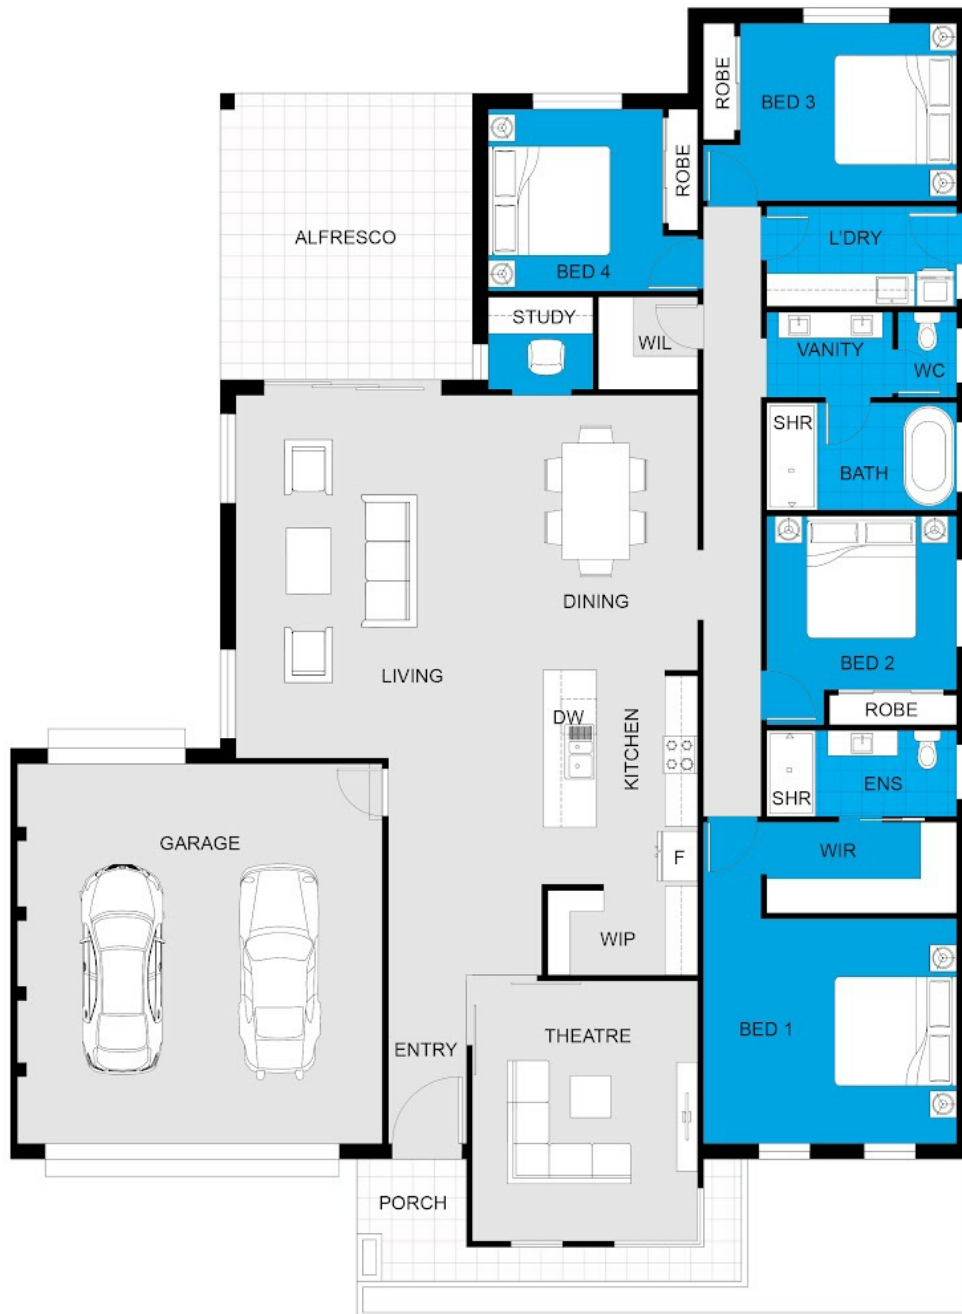 ROBE
BED 3
ROBE
ALFRESCO
L'DRY
BED 4
STUDY
WIL
VANITY
WC
SHR
BATH
DINING
BED 2
LIVING
ROBE
DW
KITCHEN
ENS
SHR
GARAGE
WIR
F
WIP
BED 1
THEATRE
ENTRY
PORCH